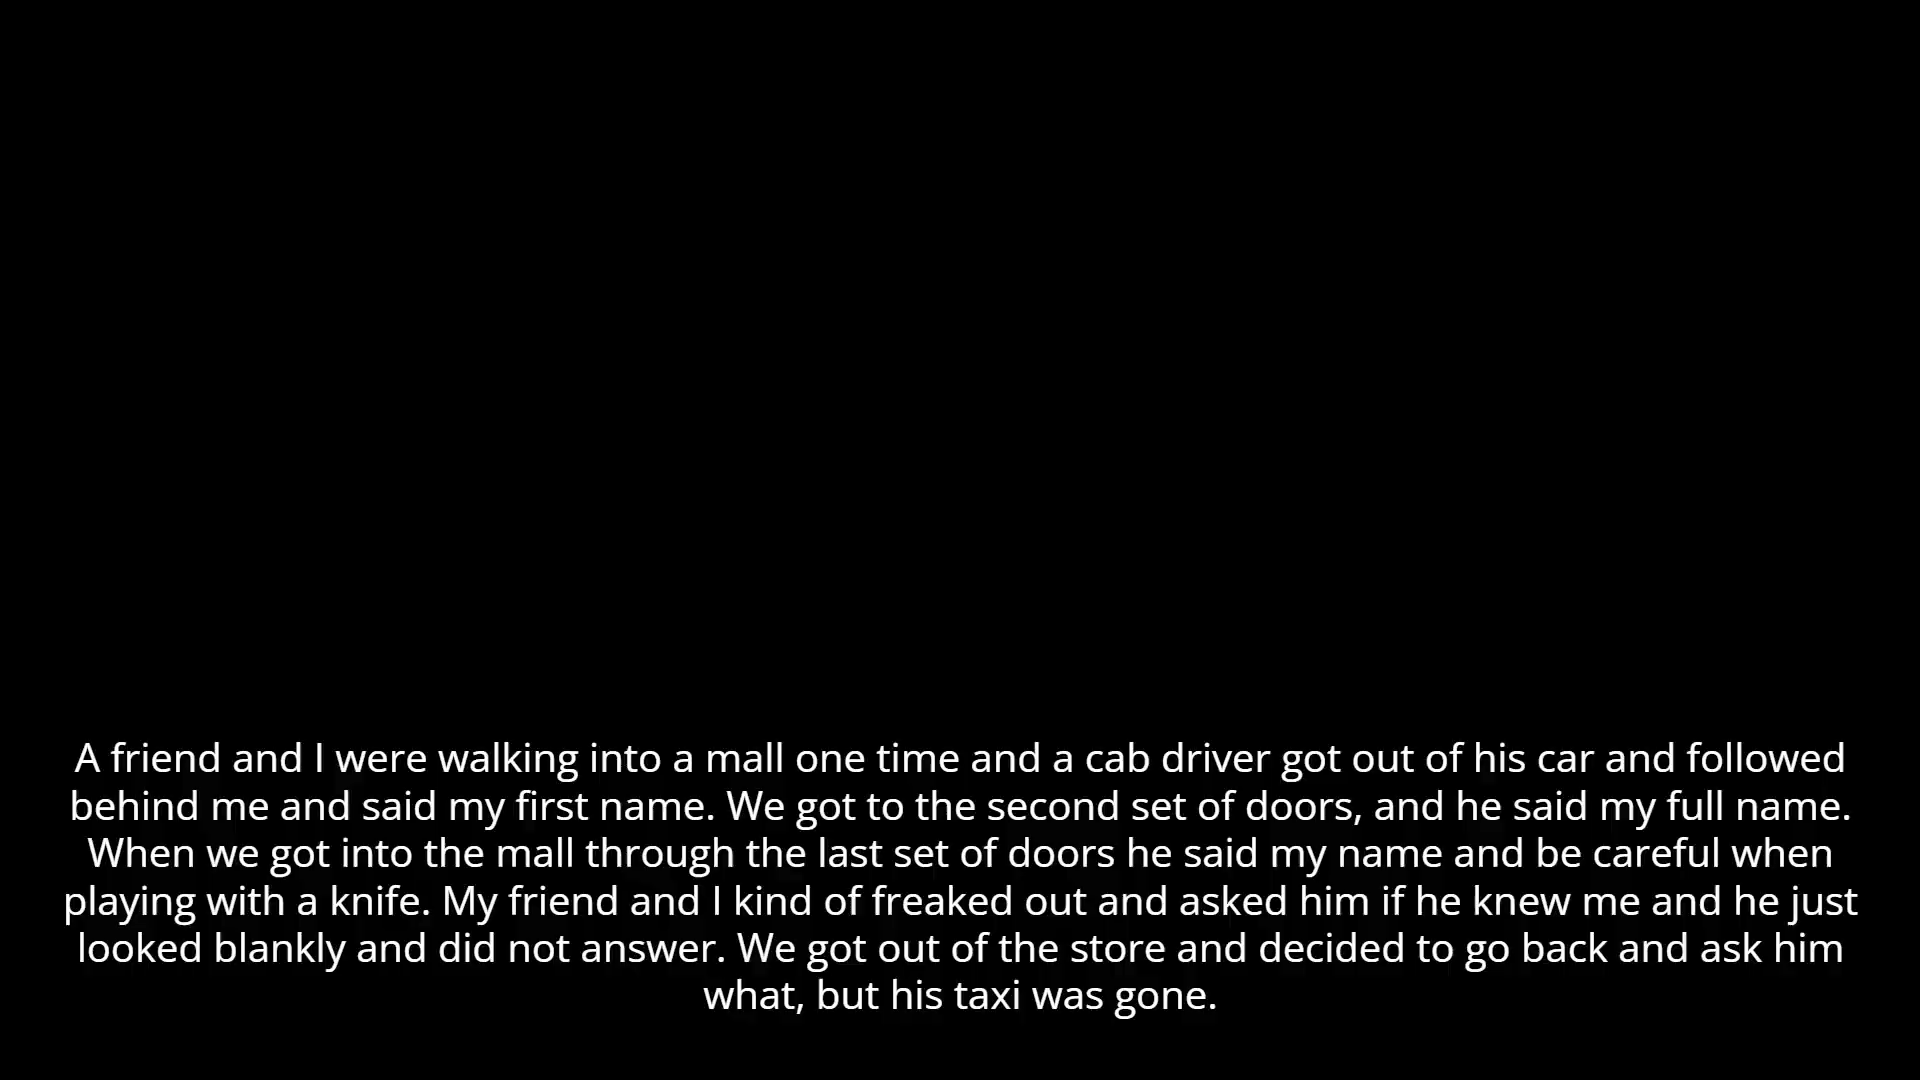 A friend and I were walking into a mall one time and a cab driver got out of his car and followed
behind me and said my first name. We got to the second set of doors, and he said my full name.
When we got into the mall through the last set of doors he said my name and be careful when
playing with a knife. My friend and I kind of freaked out and asked him if he knew me and he just
looked blankly and did not answer. We got out of the store and decided to go back and ask him
what, but his taxi was gone.